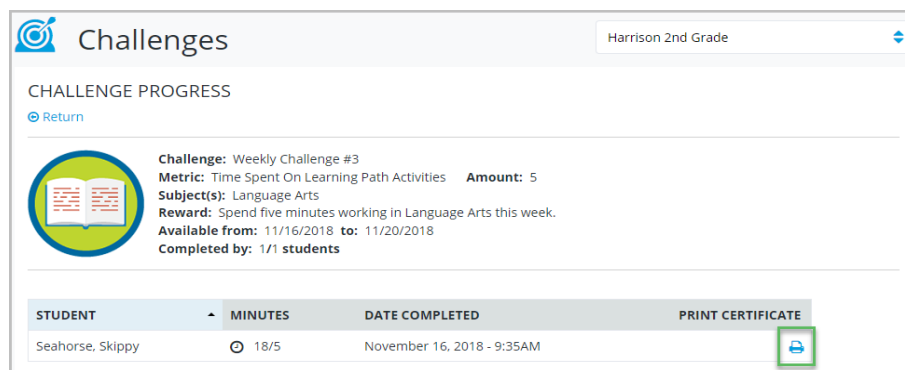 Challenges
Harrison 2nd Grade
CHALLENGE PROGRESS
Return
Challenge: Weekly Challenge #3
Metric: Time Spent On Learning Path Activities Amount: 5
Subject(s): Language Arts
Reward: Spend five minutes working in Language Arts this week.
Available from: 11/16/2018 to: 11/20/2018
Completed by: 1/1 students
STUDENT MINUTES DATE COMPLETED PRINT CERTIFICATE
Seahorse, Skippy 18/5 November 16, 2018 - 9:35AM